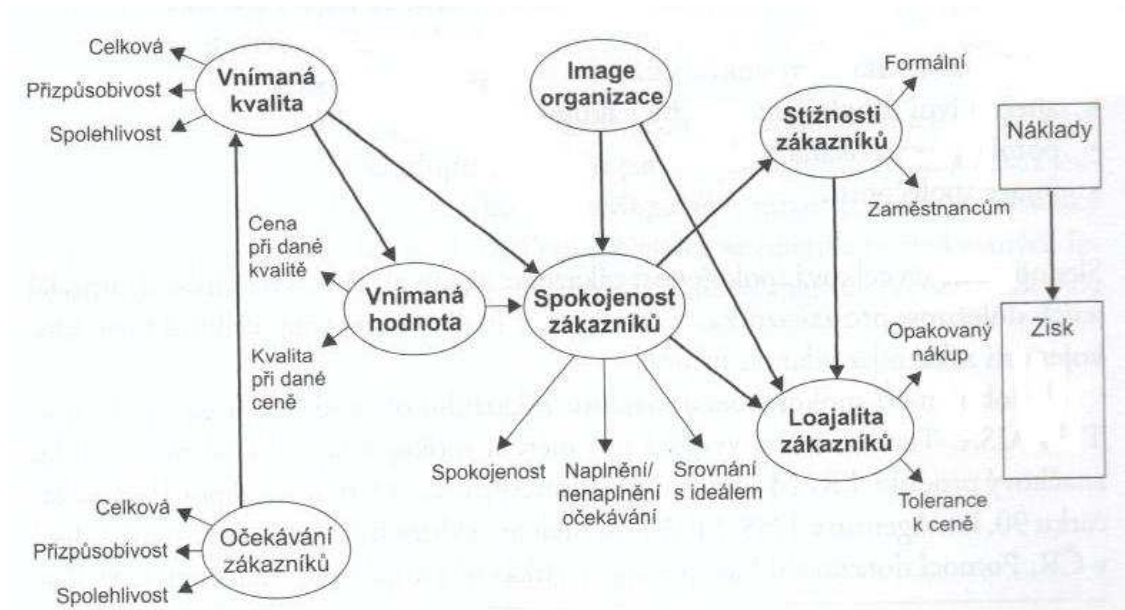 Celková
Přizpůsobivost
Spolehlivost
Vnímaná
kvalita
Image
organizace
Formální
Stížnosti
zákazníků
Zaměstnancům
Náklady
Cena
při dané
kvalitě
Vnímaná
hodnota
Kvalita
při dané
ceně
Spokojenost
zákazníků
Opakovaný
nákup
Zisk
Loajalita
zákazníků
Tolerance
k ceně
Spokojenost
Naplnění/
nenaplnění
očekávání
Srovnání
s ideálem
Celková
Přizpůsobivost
Spolehlivost
Očekávání
zákazníků